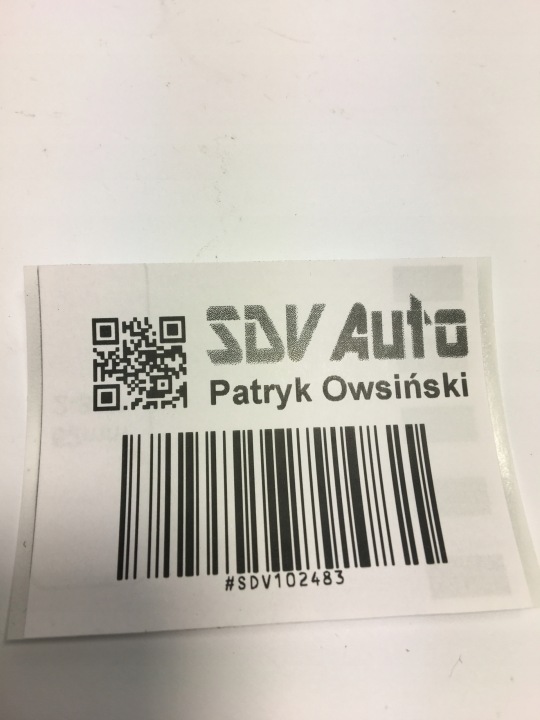 SDV Auto
Patryk Owsiński
#SDV102483